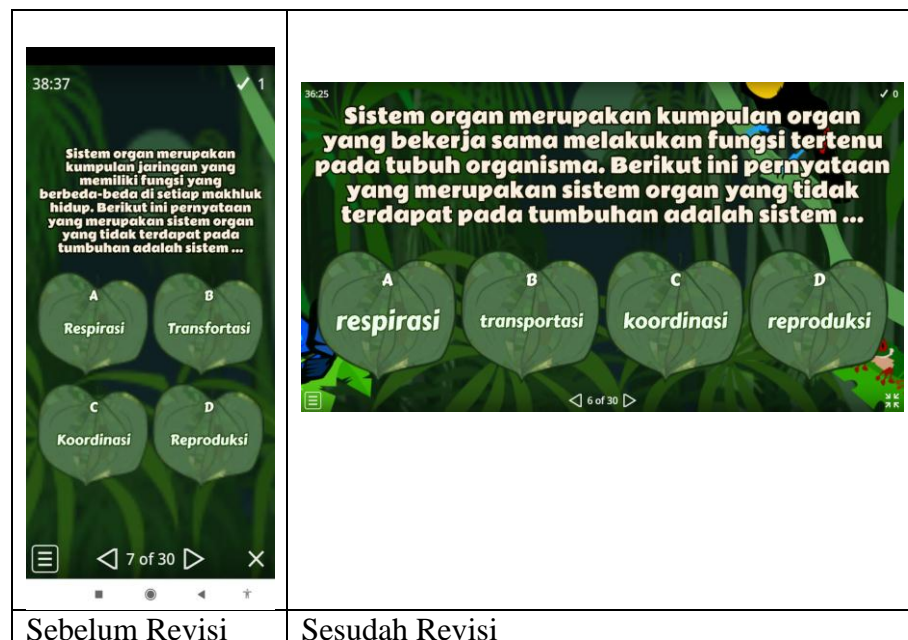 38:37
✓ 1
Sistem organ merupakan
kumpulan jaringan yang
memiliki fungsi yang
berbeda-beda di setiap makhluk
hidup. Berikut ini pernyataan
yang merupakan sistem organ
yang tidak terdapat pada
tumbuhan adalah sistem ...
A
Respirasi
B
Transfortasi
C
Koordinasi
D
Reproduksi
7 of 30
Sebelum Revisi
36:25
✓ 0
Sistem organ merupakan kumpulan organ
yang bekerja sama melakukan fungsi tertenu
pada tubuh organisma. Berikut ini pernyataan
yang merupakan sistem organ yang tidak
terdapat pada tumbuhan adalah sistem ...
A
respirasi
B
transportasi
C
koordinasi
D
reproduksi
6 of 30
Sesudah Revisi